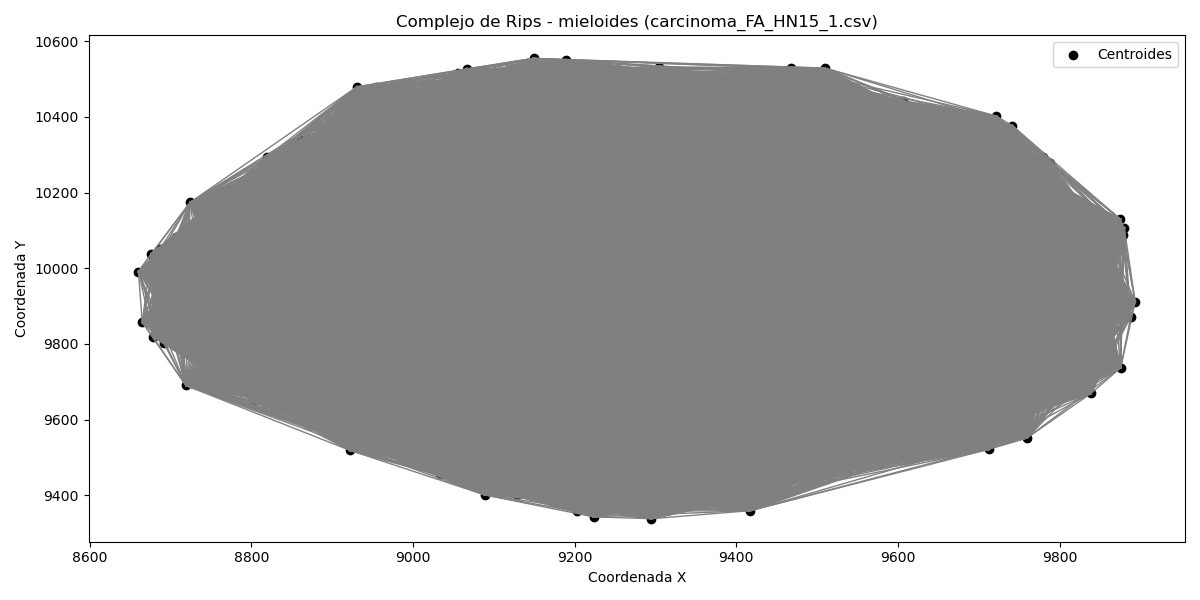 Complejo de Rips - mieloides (carcinoma_FA_HN15_1.csv)
Centroides
Coordenada Y
10600
10400
10200
10000
9800
9600
9400
8600 8800 9000 9200 9400 9600 9800
Coordenada X